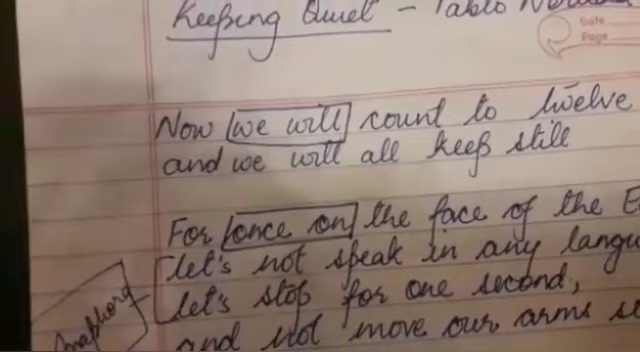 Keeping Quiet - Pablo
Date
Page
Now we will count to twelve
and we will all keep still
For once on the face of the
let's not speak in any
let's stop for one second,
and not move our arms